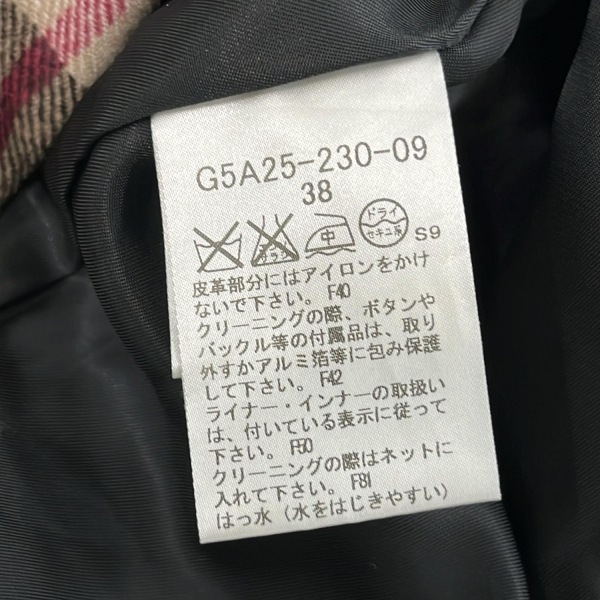 G5A25-230-09
38
エンソ
サラシ
中
ドライ
セキユ系
S9
皮革部分にはアイロンをかけ
ないで下さい。F40
クリーニングの際、ボタンや
バックル等の付属品は、取り
外すかアルミ箔等に包み保護
して下さい。F42
ライナー・インナーの取扱い
は、付いている表示に従って
下さい。F50
クリーニングの際はネットに
入れて下さい。F81
はっ水（水をはじきやすい）